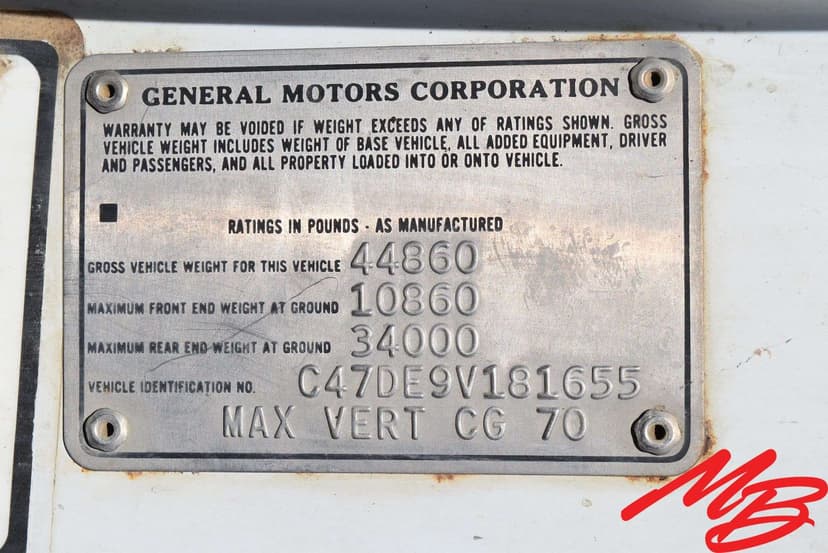 GENERAL MOTORS CORPORATION
WARRANTY MAY BE VOIDED IF WEIGHT EXCEEDS ANY OF RATINGS SHOWN. GROSS
VEHICLE WEIGHT INCLUDES WEIGHT OF BASE VEHICLE, ALL ADDED EQUIPMENT, DRIVER
AND PASSENGERS, AND ALL PROPERTY LOADED INTO OR ONTO VEHICLE.
RATINGS IN POUNDS - AS MANUFACTURED
GROSS VEHICLE WEIGHT FOR THIS VEHICLE 44860
MAXIMUM FRONT END WEIGHT AT GROUND 10860
MAXIMUM REAR END WEIGHT AT GROUND 34000
VEHICLE IDENTIFICATION NO. C47DE9V181655
MAX VERT CG 70
MB